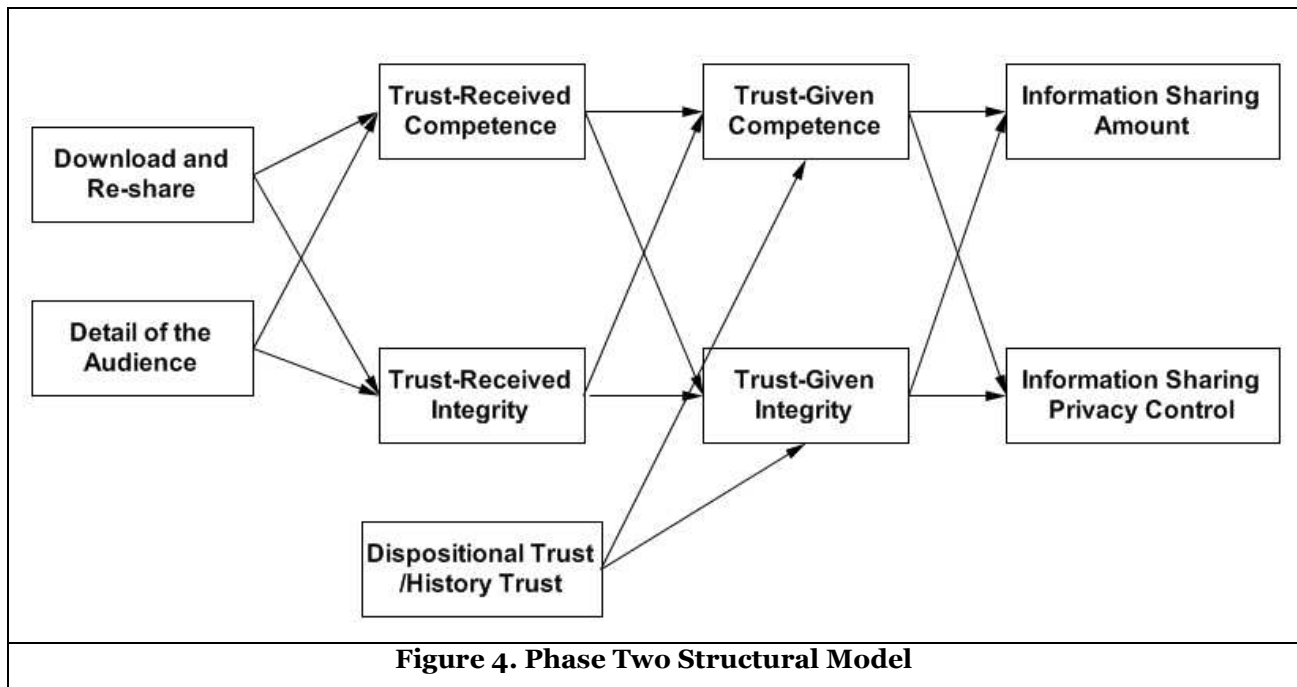 Download and
Re-share
Detail of the
Audience
Trust-Received
Competence
Trust-Received
Integrity
Dispositional Trust
/History Trust
Trust-Given
Competence
Trust-Given
Integrity
Information Sharing
Amount
Information Sharing
Privacy Control
Figure 4. Phase Two Structural Model